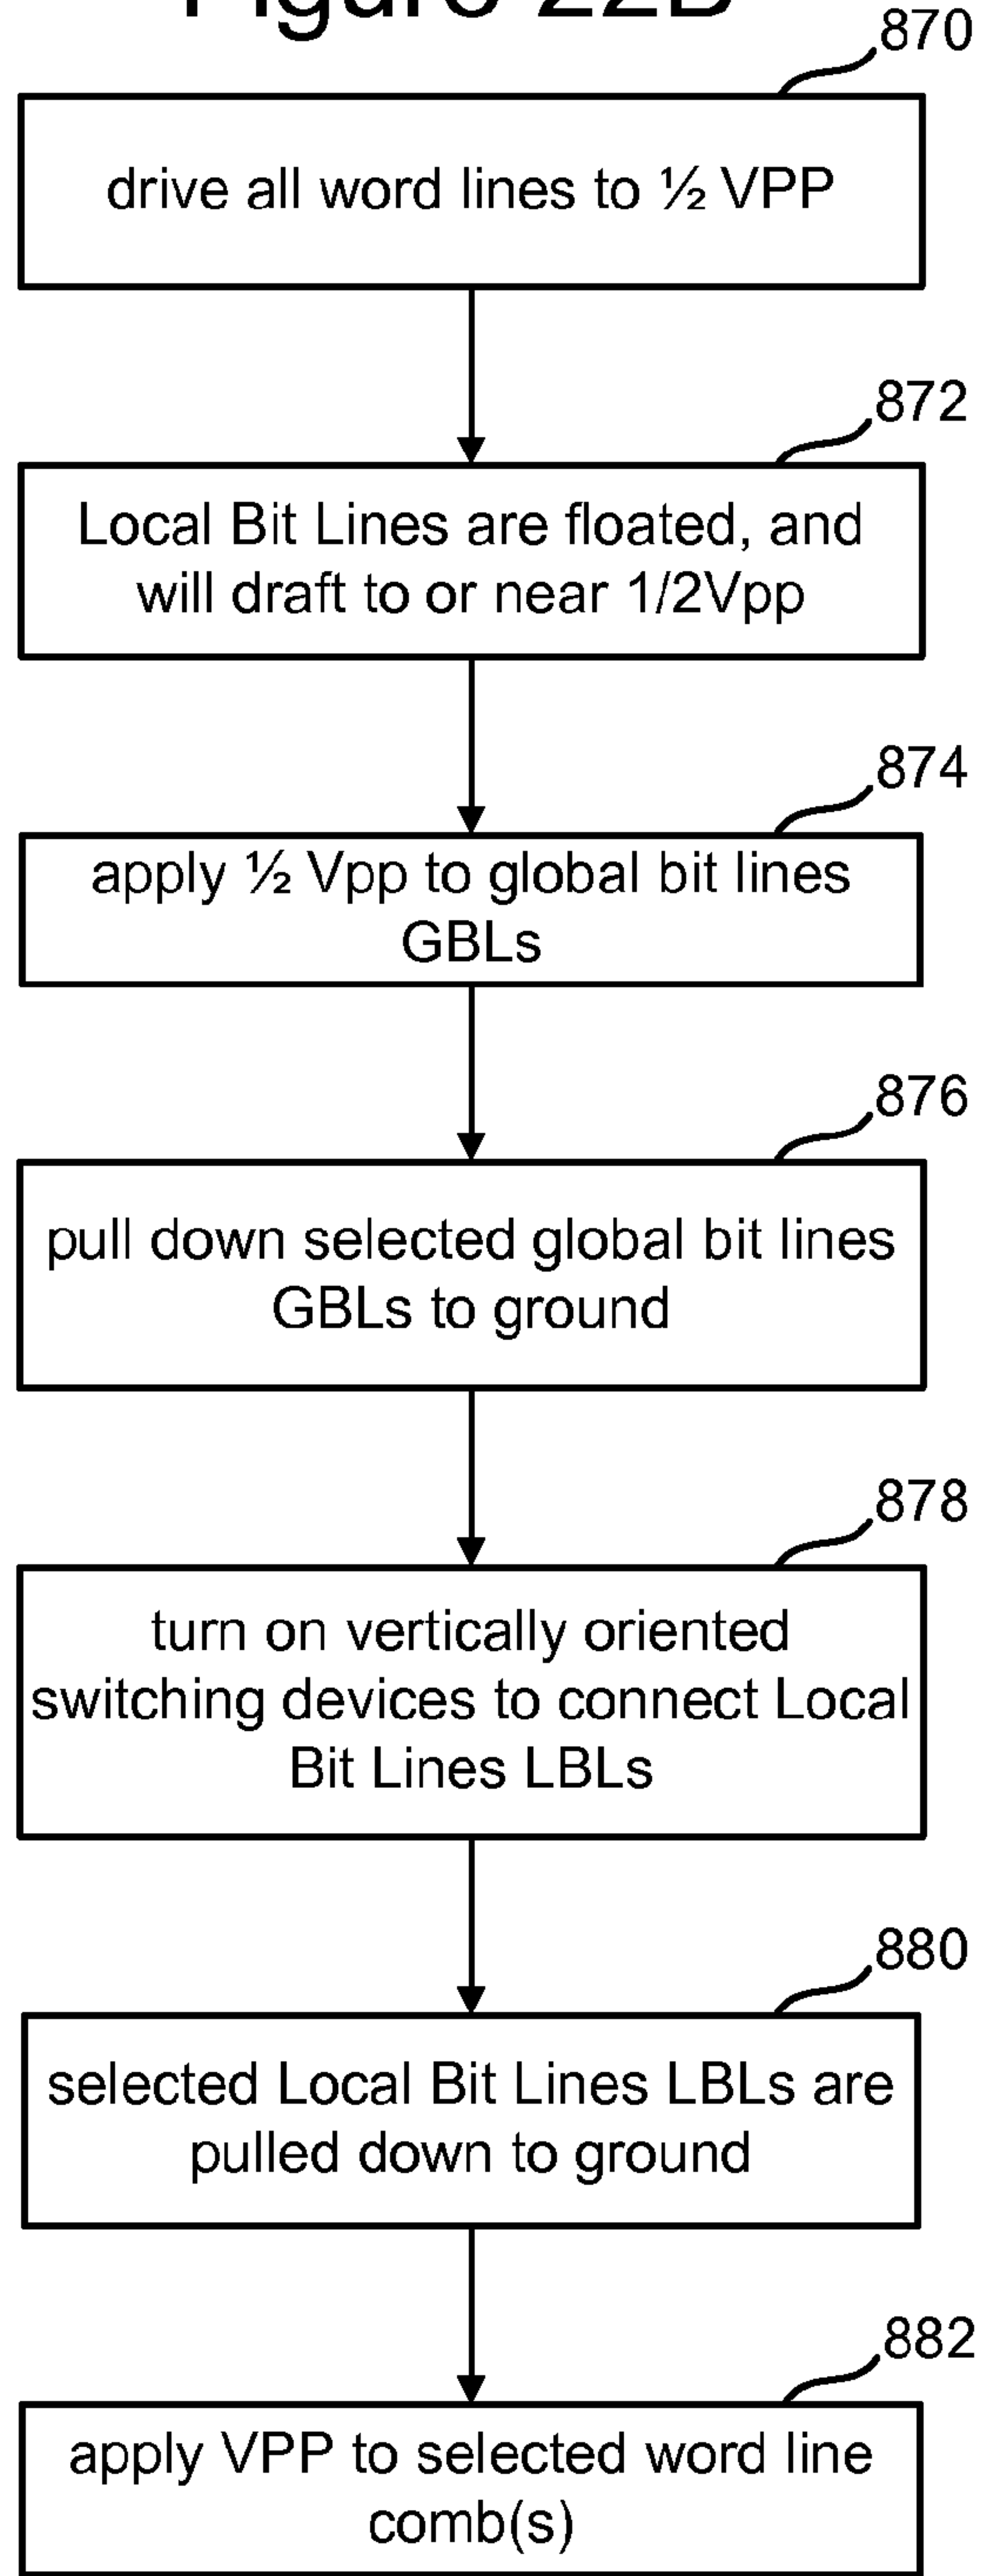 Figure 22B
870
drive all word lines to ½ VPP
872
Local Bit Lines are floated, and
will draft to or near 1/2Vpp
874
apply ½ Vpp to global bit lines
GBLs
876
pull down selected global bit lines
GBLs to ground
878
turn on vertically oriented
switching devices to connect Local
Bit Lines LBLs
880
selected Local Bit Lines LBLs are
pulled down to ground
882
apply VPP to selected word line
comb(s)